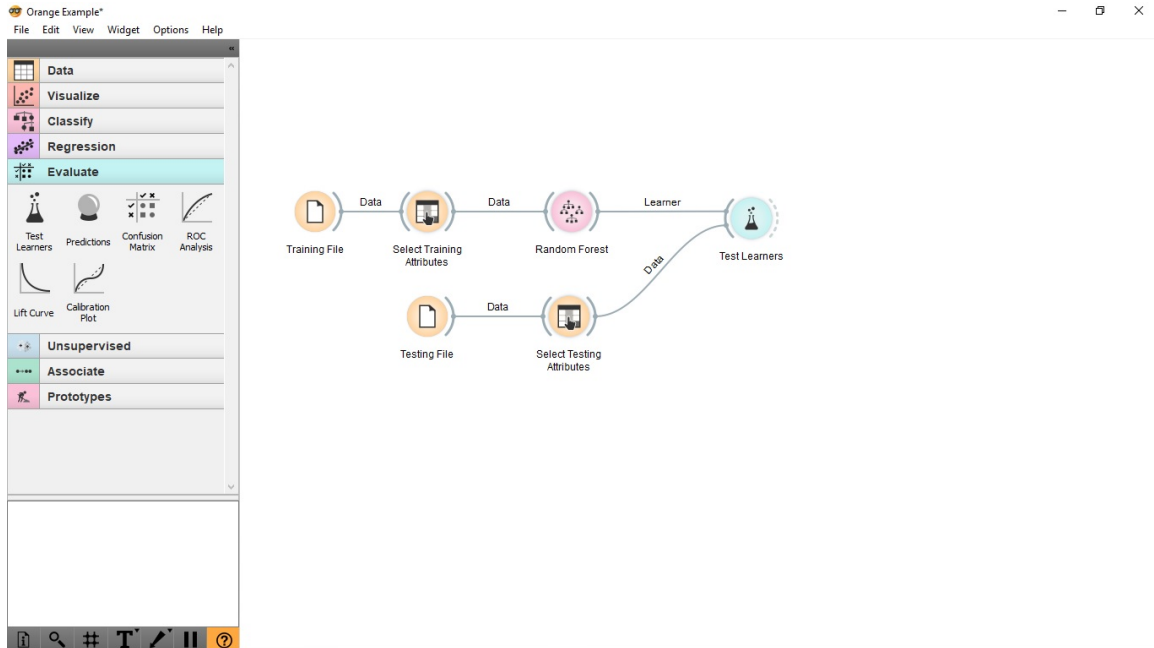 Orange Example*
File Edit View Widget Options Help
«
Data
Visualize
Classify
Regression
Evaluate
Test
Learners
Predictions
Confusion
Matrix
ROC
Analysis
Lift Curve
Calibration
Plot
Unsupervised
Associate
Prototypes
Data
Data
Learner
Training File
Select Training
Attributes
Random Forest
Test Learners
Data
Data
Testing File
Select Testing
Attributes
T
?